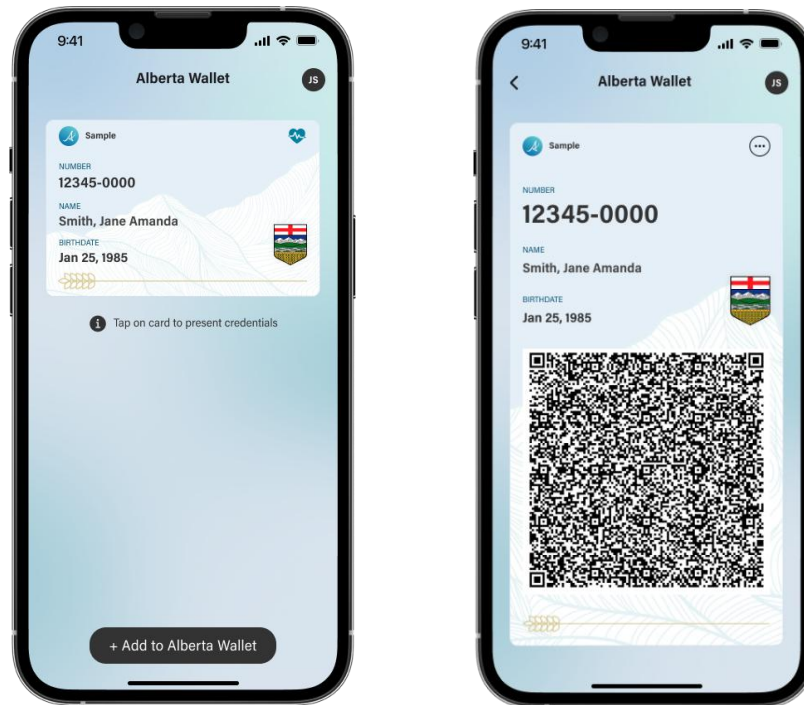 9:41
Alberta Wallet
JS
Sample
NUMBER
12345-0000
NAME
Smith, Jane Amanda
BIRTHDATE
Jan 25, 1985
Tap on card to present credentials
+ Add to Alberta Wallet
9:41
Alberta Wallet
JS
Sample
NUMBER
12345-0000
NAME
Smith, Jane Amanda
BIRTHDATE
Jan 25, 1985